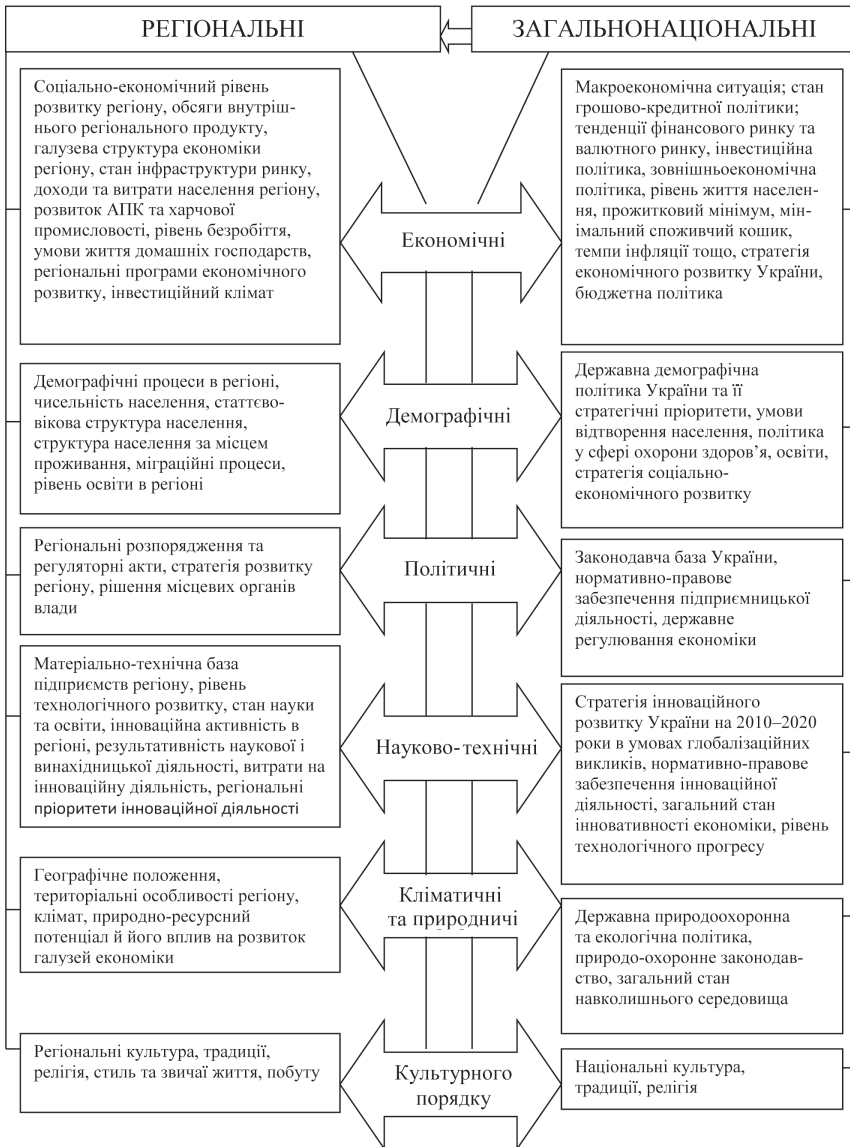 РЕГІОНАЛЬНІ
ЗАГАЛЬНОНАЦІОНАЛЬНІ
Соціально-економічний рівень
розвитку регіону, обсяги внутріш-
нього регіонального продукту,
галузева структура економіки
регіону, стан інфраструктури ринку,
доходи та витрати населення регіону,
розвиток АПК та харчової
промисловості, рівень безробіття,
умови життя домашніх господарств,
регіональні програми економічного
розвитку, інвестиційний клімат
Економічні
Макроекономічна ситуація; стан
грошово-кредитної політики;
тенденції фінансового ринку та
валютного ринку, інвестиційна
політика, зовнішньоекономічна
політика, рівень життя населен-
ня, прожитковий мінімум, мін-
імальний споживчий кошик,
темпи інфляції тощо, стратегія
економічного розвитку України,
бюджетна політика
Демографічні процеси в регіоні,
чисельність населення, статтєво-
вікова структура населення,
структура населення за місцем
проживання, міграційні процеси,
рівень освіти в регіоні
Демографічні
Державна демографічна
політика України та її
стратегічні пріоритети, умови
відтворення населення, політика
у сфері охорони здоров’я, освіти,
стратегія соціально-
економічного розвитку
Регіональні розпорядження та
регуляторні акти, стратегія розвитку
регіону, рішення місцевих органів
влади
Політичні
Законодавча база України,
нормативно-правове
забезпечення підприємницької
діяльності, державне
регулювання економіки
Матеріально-технічна база
підприємств регіону, рівень
технологічного розвитку, стан науки
та освіти, інноваційна активність в
регіоні, результативність наукової і
винахідницької діяльності, витрати на
інноваційну діяльність, регіональні
пріоритети інноваційної діяльності
Науково-технічні
Стратегія інноваційного
розвитку України на 2010–2020
роки в умовах глобалізаційних
викликів, нормативно-правове
забезпечення інноваційної
діяльності, загальний стан
інновативності економіки, рівень
технологічного прогресу
Географічне положення,
територіальні особливості регіону,
клімат, природно-ресурсний
потенціал й його вплив на розвиток
галузей економіки
Кліматичні
та природничі
Державна природоохоронна
та екологічна політика,
природо-охоронне законодав-
ство, загальний стан
навколишнього середовища
Регіональні культура, традиції,
релігія, стиль та звичаї життя, побуту
Культурного
порядку
Національні культура,
традиції, релігія